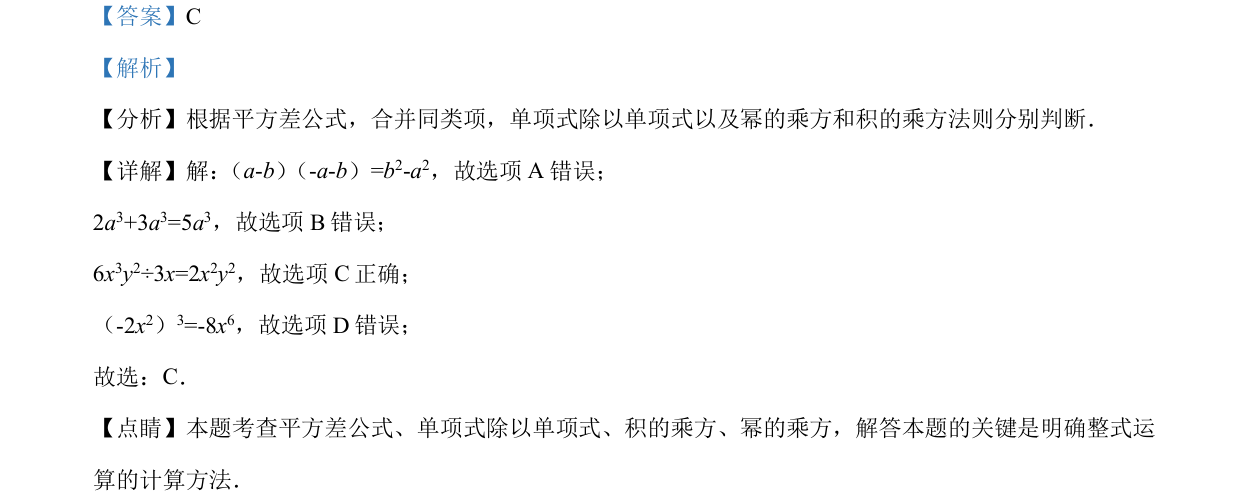 【答案】C
【解析】
【分析】根据平方差公式，合并同类项，单项式除以单项式以及幂的乘方和积的乘方法则分别判断．
【详解】解：（a-b）（-a-b）=b²-a²，故选项 A 错误；
2a³+3a³=5a³，故选项 B 错误；
6x³y²÷3x=2x²y²，故选项 C 正确；
（-2x²）³=-8x⁶，故选项 D 错误；
故选：C．
【点睛】本题考查平方差公式、单项式除以单项式、积的乘方、幂的乘方，解答本题的关键是明确整式运
算的计算方法．